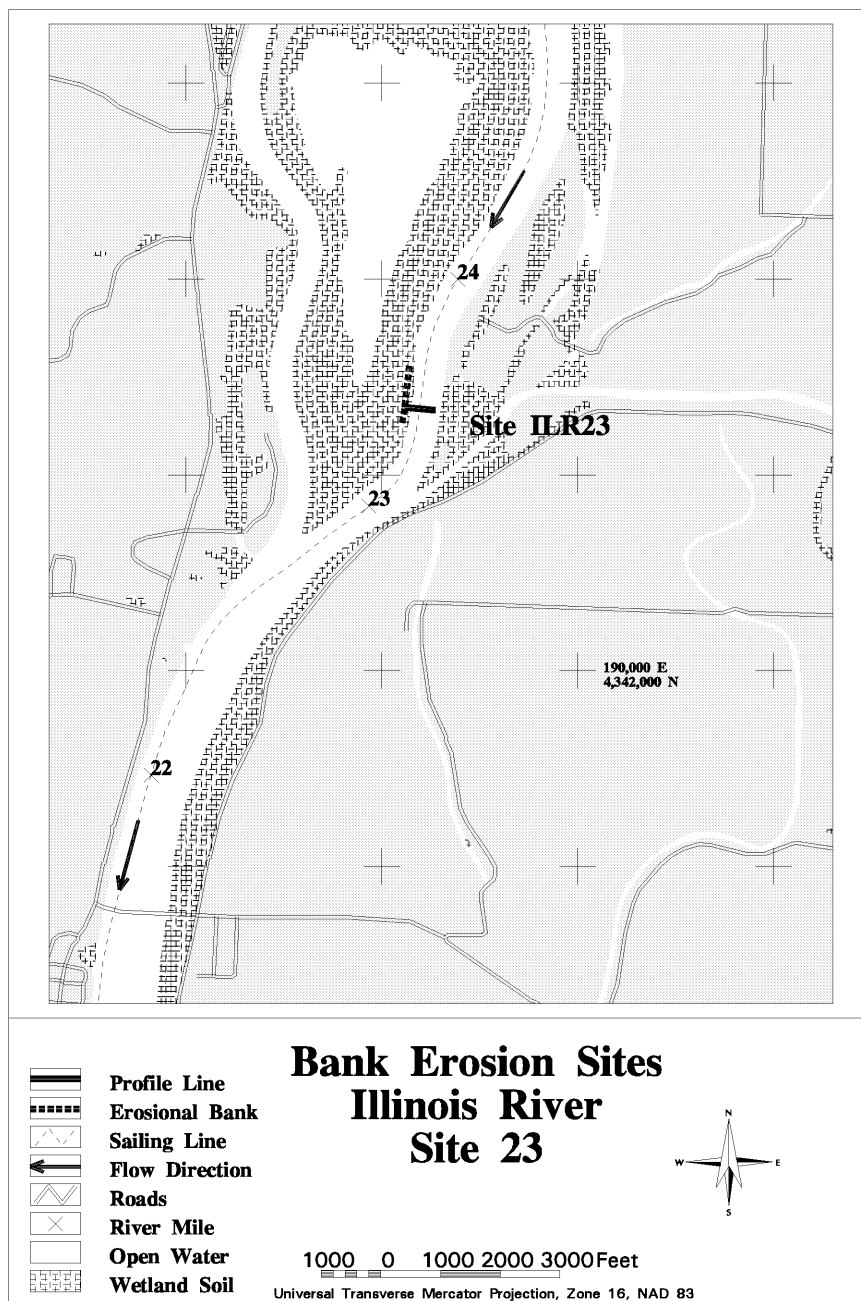 24
Site ILR23
23
190,000 E
4,342,000 N
22
Bank Erosion Sites
Illinois River
Site 23
Profile Line
Erosional Bank
Sailing Line
Flow Direction
Roads
River Mile
Open Water
Wetland Soil
N
W E
S
1000 0 1000 2000 3000 Feet
Universal Transverse Mercator Projection, Zone 16, NAD 83